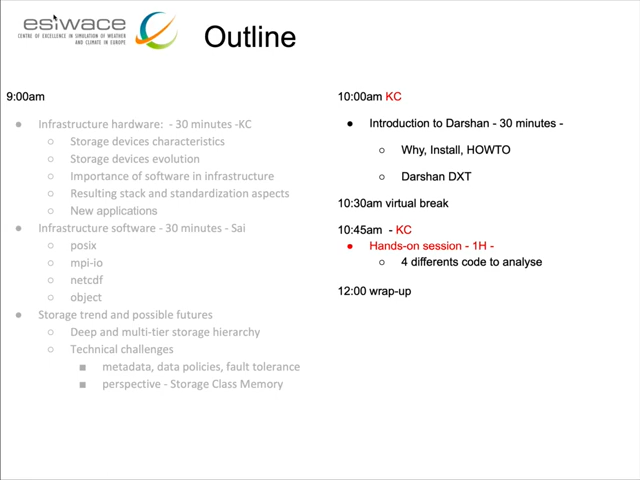 esiwace
CENTRE OF EXCELLENCE IN SIMULATION OF WEATHER
AND CLIMATE IN EUROPE
Outline
9:00am
● Infrastructure hardware: - 30 minutes -KC
○ Storage devices characteristics
○ Storage devices evolution
○ Importance of software in infrastructure
○ Resulting stack and standardization aspects
○ New applications
● Infrastructure software - 30 minutes - Sai
○ posix
○ mpi-io
○ netcdf
○ object
● Storage trend and possible futures
○ Deep and multi-tier storage hierarchy
○ Technical challenges
■ metadata, data policies, fault tolerance
■ perspective - Storage Class Memory
10:00am KC
● Introduction to Darshan - 30 minutes -
○ Why, Install, HOWTO
○ Darshan DXT
10:30am virtual break
10:45am - KC
● Hands-on session - 1H -
○ 4 differents code to analyse
12:00 wrap-up